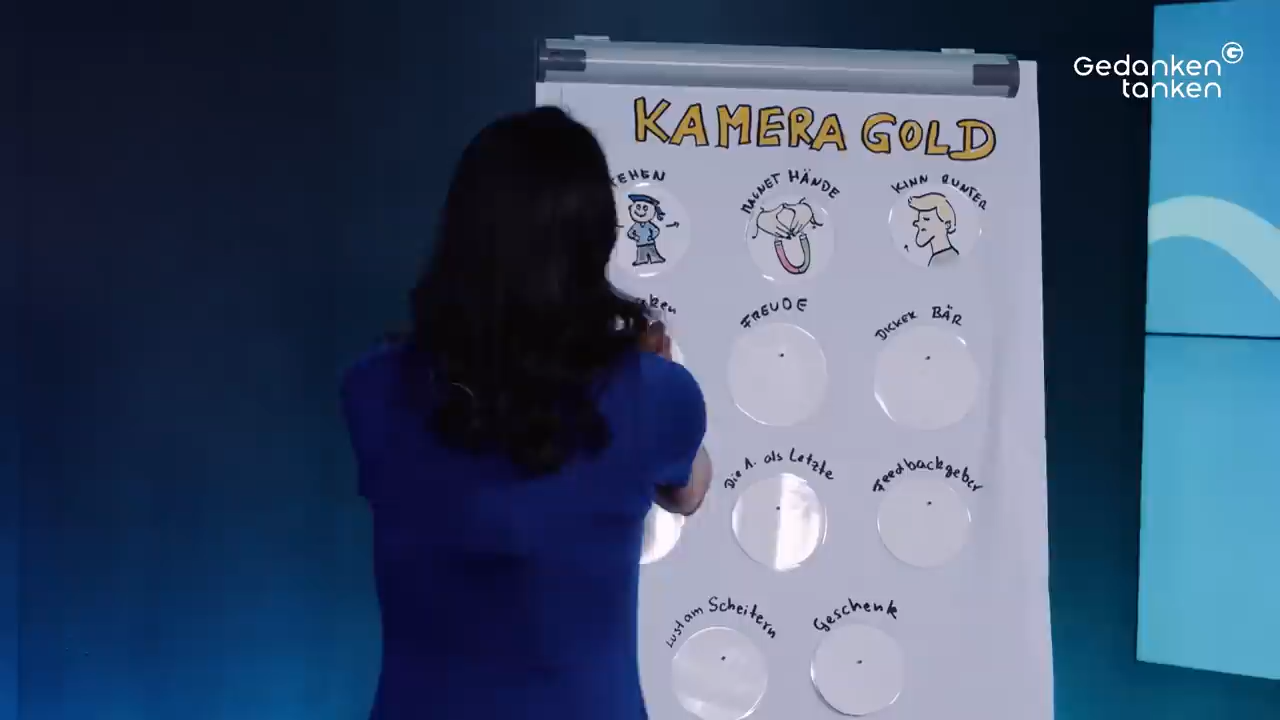 Gedanken
tanken
KAMERA GOLD
MAGNET HÄNDE
KINN RUNTER
FREUDE
DICKER BÄR
Die 1. als Letzte
Feedbackgeber
Lust am Scheitern
Geschenk